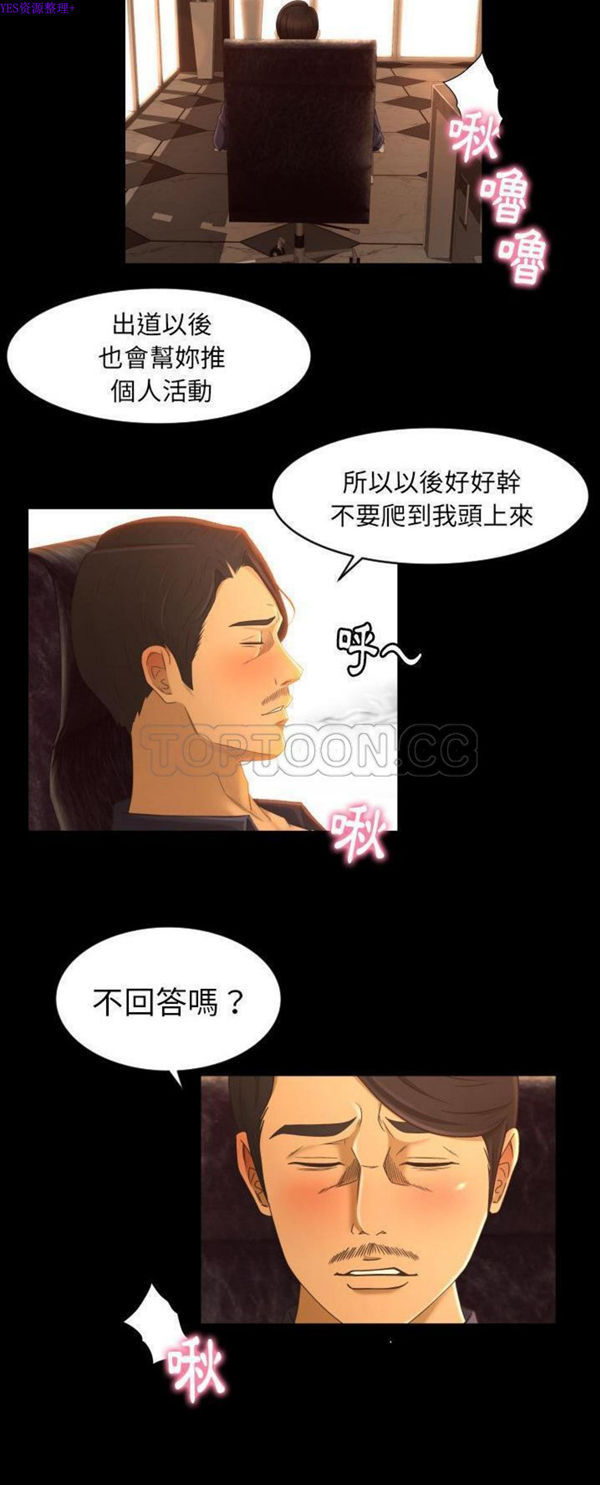 YES资源整理+
啾
嚕
嚕
出道以後
也會幫妳推
個人活動
所以以後好好幹
不要爬到我頭上來
呼~
TOPTOON.CC
啾
不回答嗎？
啾